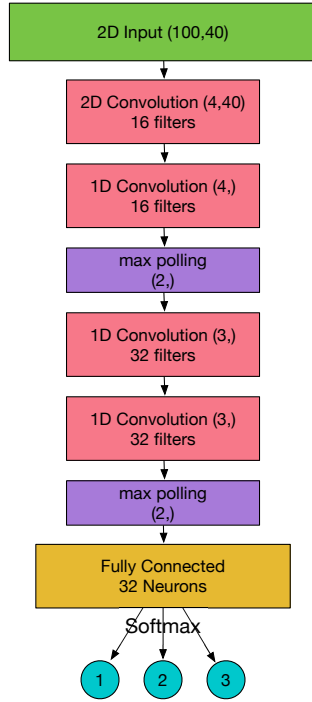 2D Input (100,40)
2D Convolution (4,40)
16 filters
1D Convolution (4,)
16 filters
max polling
(2,)
1D Convolution (3,)
32 filters
1D Convolution (3,)
32 filters
max polling
(2,)
Fully Connected
32 Neurons
Softmax
1 2 3